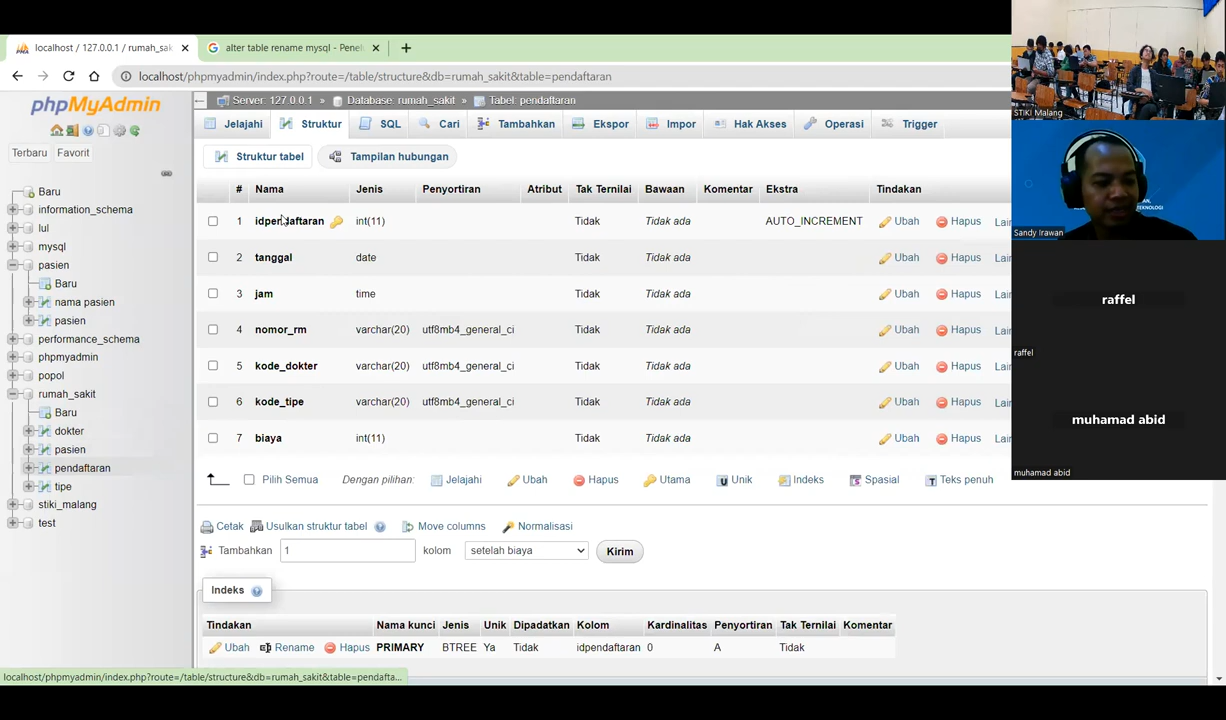 localhost / 127.0.0.1 / rumah_sak
alter table rename mysql - Penel
localhost/phpmyadmin/index.php?route=/table/structure&db=rumah_sakit&table=pendaftaran
phpMyAdmin
Terbaru Favorit
Baru
information_schema
lul
mysql
pasien
Baru
nama pasien
pasien
performance_schema
phpmyadmin
popol
rumah_sakit
Baru
dokter
pasien
pendaftaran
tipe
stiki_malang
test
Server: 127.0.0.1 » Database: rumah_sakit » Tabel: pendaftaran
Jelajahi Struktur SQL Cari Tambahkan Ekspor Impor Hak Akses Operasi Trigger
Struktur tabel Tampilan hubungan
# Nama Jenis Penyortiran Atribut Tak Ternilai Bawaan Komentar Ekstra Tindakan
1 idpendaftaran int(11) Tidak Tidak ada AUTO_INCREMENT Ubah Hapus Lain
2 tanggal date Tidak Tidak ada Ubah Hapus Lain
3 jam time Tidak Tidak ada Ubah Hapus Lain
4 nomor_rm varchar(20) utf8mb4_general_ci Tidak Tidak ada Ubah Hapus Lain
5 kode_dokter varchar(20) utf8mb4_general_ci Tidak Tidak ada Ubah Hapus Lain
6 kode_tipe varchar(20) utf8mb4_general_ci Tidak Tidak ada Ubah Hapus Lain
7 biaya int(11) Tidak Tidak ada Ubah Hapus Lain
Pilih Semua Dengan pilihan: Jelajahi Ubah Hapus Utama Unik Indeks Spasial Teks penuh
Cetak Usulkan struktur tabel Move columns Normalisasi
Tambahkan 1 kolom setelah biaya Kirim
Indeks
Tindakan Nama kunci Jenis Unik Dipadatkan Kolom Kardinalitas Penyortiran Tak Ternilai Komentar
Ubah Rename Hapus PRIMARY BTREE Ya Tidak idpendaftaran 0 A Tidak
localhost/phpmyadmin/index.php?route=/table/structure&db=rumah_sakit&table=pendafta...
STIKI Malang
Sandy Irawan
raffel
raffel
muhamad abid
muhamad abid